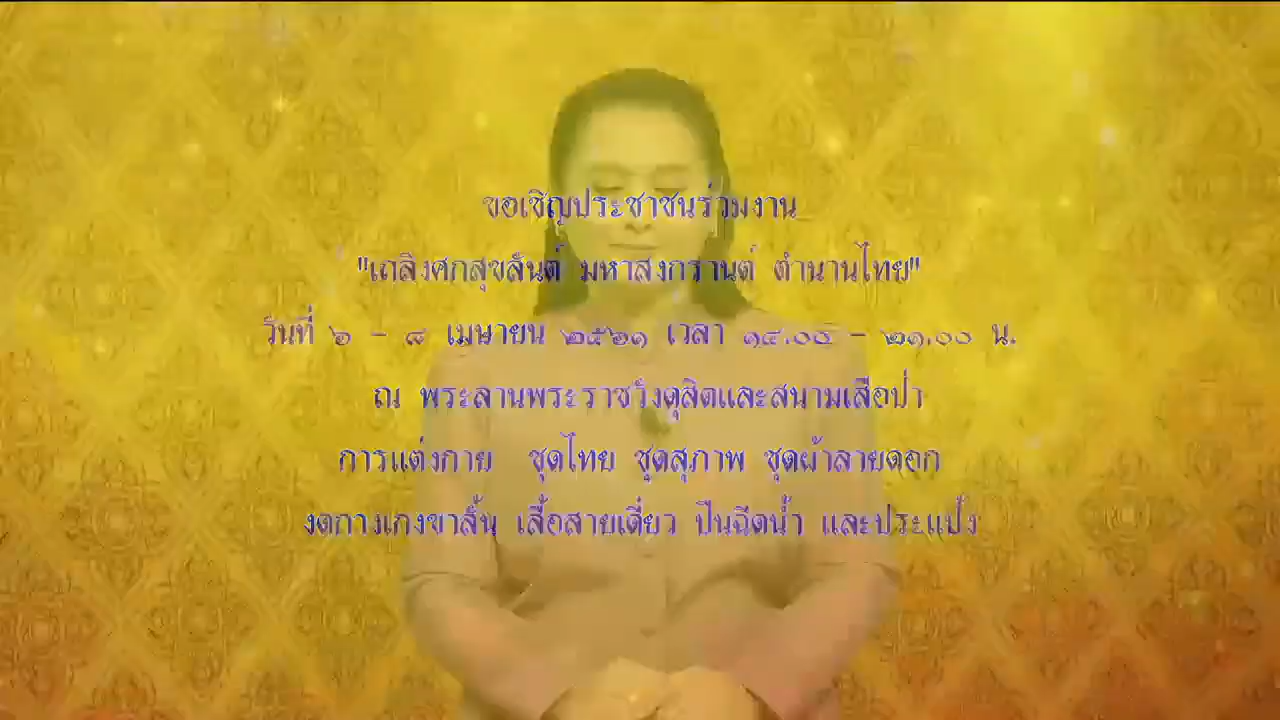 ขอเชิญประชาชนร่วมงาน
"เถลิงศกสุขสันต์ มหาสงกรานต์ ตำนานไทย"
วันที่ ๖ - ๘ เมษายน ๒๕๖๑ เวลา ๑๔.๐๐ - ๒๑.๐๐ น.
ณ พระลานพระราชวังดุสิตและสนามเสือป่า
การแต่งกาย ชุดไทย ชุดสุภาพ ชุดผ้าลายดอก
งดกางเกงขาสั้น เสื้อสายเดี่ยว ปืนฉีดน้ำ และประแป้ง